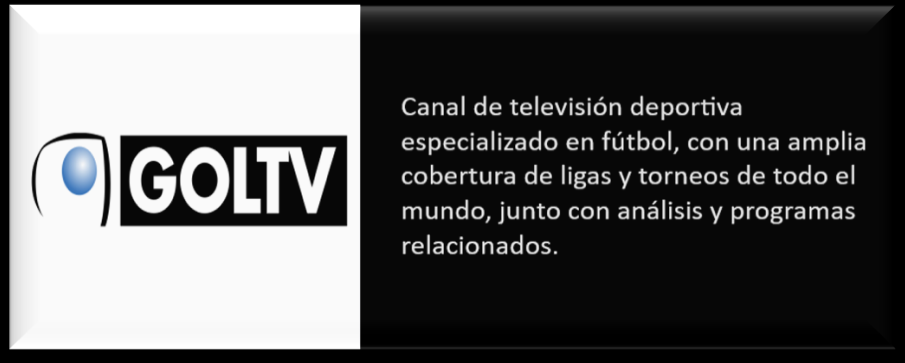 GOLTV
Canal de televisión deportiva
especializado en fútbol, con una amplia
cobertura de ligas y torneos de todo el
mundo, junto con análisis y programas
relacionados.